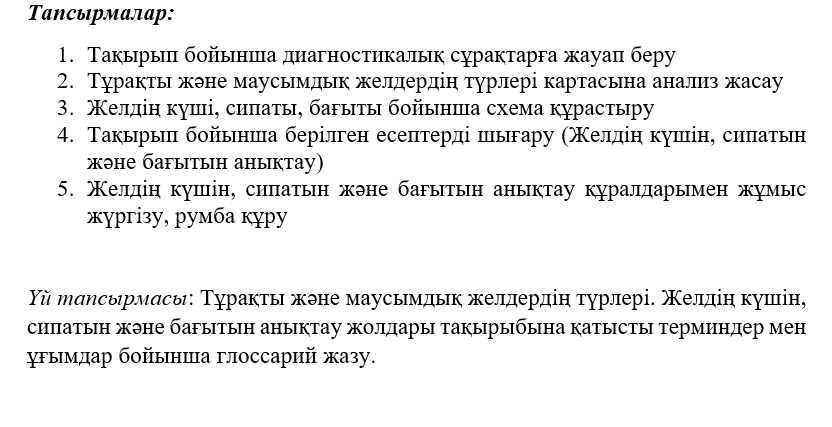 Тапсырмалар:
1. Тақырып бойынша диагностикалық сұрақтарға жауап беру
2. Тұрақты және маусымдық желдердің түрлері картасына анализ жасау
3. Желдің күші, сипаты, бағыты бойынша схема құрастыру
4. Тақырып бойынша берілген есептерді шығару (Желдің күшін, сипатын
және бағытын анықтау)
5. Желдің күшін, сипатын және бағытын анықтау құралдарымен жұмыс
жүргізу, румба құру
Үй тапсырмасы: Тұрақты және маусымдық желдердің түрлері. Желдің күшін,
сипатын және бағытын анықтау жолдары тақырыбына қатысты терминдер мен
ұғымдар бойынша глоссарий жазу.